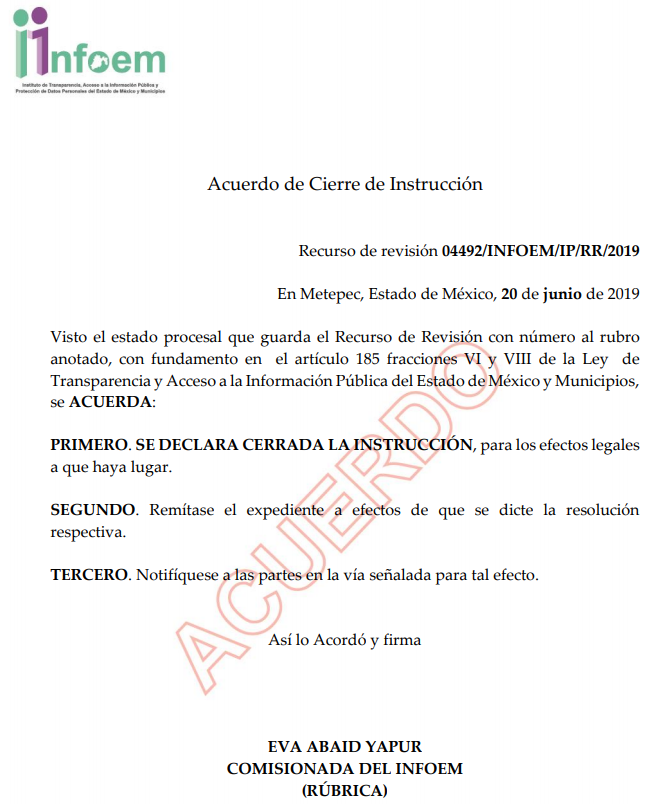 infoem
Instituto de Transparencia, Acceso a la Información Pública y
Protección de Datos Personales del Estado de México y Municipios
Acuerdo de Cierre de Instrucción
Recurso de revisión 04492/INFOEM/IP/RR/2019
En Metepec, Estado de México, 20 de junio de 2019
Visto el estado procesal que guarda el Recurso de Revisión con número al rubro
anotado, con fundamento en el artículo 185 fracciones VI y VIII de la Ley de
Transparencia y Acceso a la Información Pública del Estado de México y Municipios,
se ACUERDA:
PRIMERO. SE DECLARA CERRADA LA INSTRUCCIÓN, para los efectos legales
a que haya lugar.
SEGUNDO. Remítase el expediente a efectos de que se dicte la resolución
respectiva.
TERCERO. Notifíquese a las partes en la vía señalada para tal efecto.
ACUERDO
Así lo Acordó y firma
EVA ABAID YAPUR
COMISIONADA DEL INFOEM
(RÚBRICA)